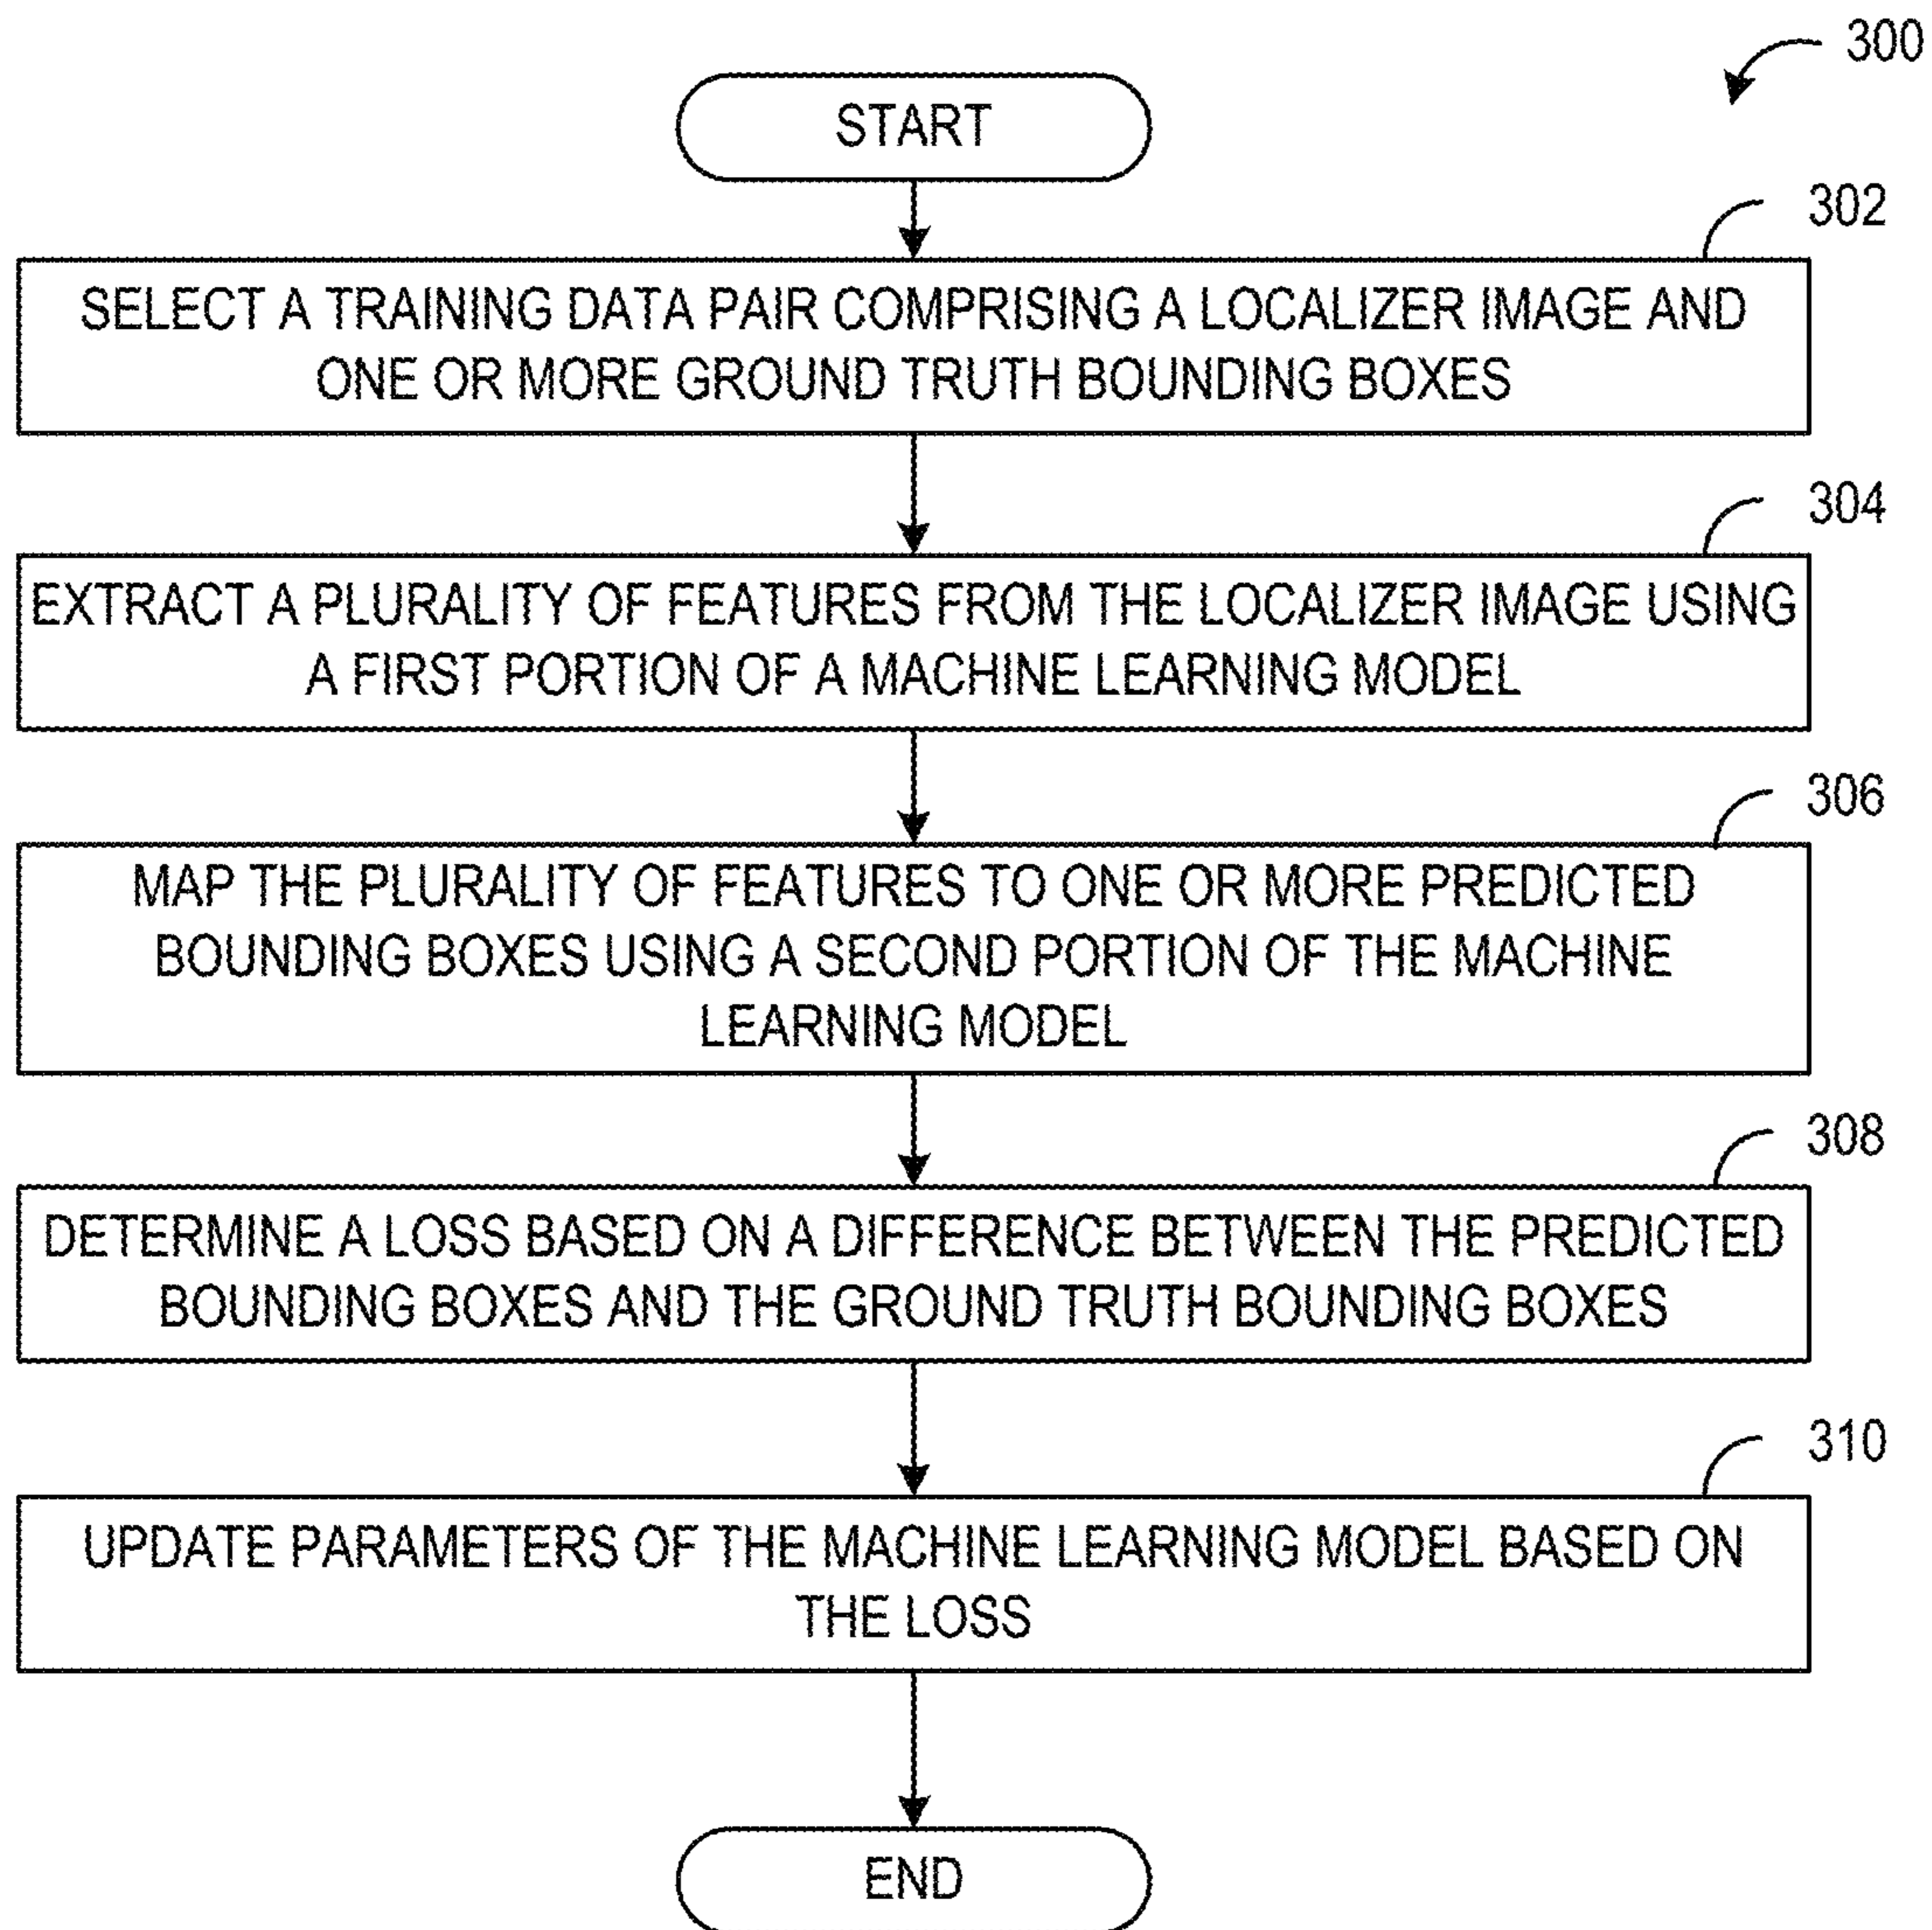 300
START
302
SELECT A TRAINING DATA PAIR COMPRISING A LOCALIZER IMAGE AND
ONE OR MORE GROUND TRUTH BOUNDING BOXES
304
EXTRACT A PLURALITY OF FEATURES FROM THE LOCALIZER IMAGE USING
A FIRST PORTION OF A MACHINE LEARNING MODEL
306
MAP THE PLURALITY OF FEATURES TO ONE OR MORE PREDICTED
BOUNDING BOXES USING A SECOND PORTION OF THE MACHINE
LEARNING MODEL
308
DETERMINE A LOSS BASED ON A DIFFERENCE BETWEEN THE PREDICTED
BOUNDING BOXES AND THE GROUND TRUTH BOUNDING BOXES
310
UPDATE PARAMETERS OF THE MACHINE LEARNING MODEL BASED ON
THE LOSS
END